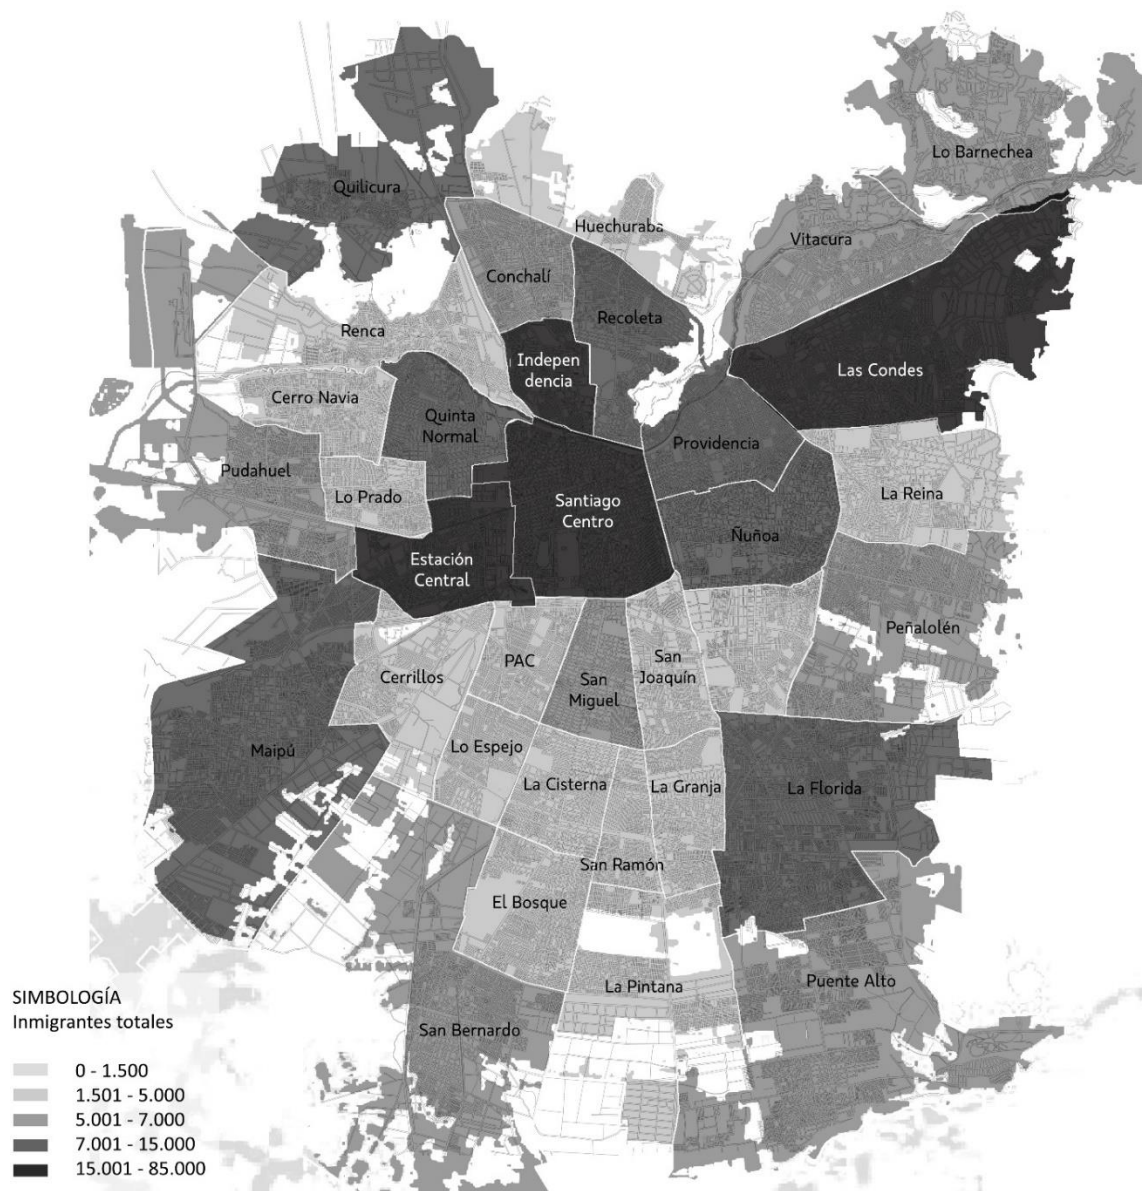 Lo Barnechea
Quilicura
Huechuraba
Vitacura
Conchalí
Recoleta
Renca
Indepen
dencia
Las Condes
Cerro Navia
Quinta
Normal
Providencia
Pudahuel
Lo Prado
Santiago
Centro
La Reina
Ñuñoa
Estación
Central
Peñalolén
PAC
San
Joaquín
Cerrillos
San
Miguel
Maipú
Lo Espejo
La Cisterna
La Granja
La Florida
San Ramón
El Bosque
La Pintana
Puente Alto
San Bernardo
SIMBOLOGÍA
Inmigrantes totales
0 - 1.500
1.501 - 5.000
5.001 - 7.000
7.001 - 15.000
15.001 - 85.000